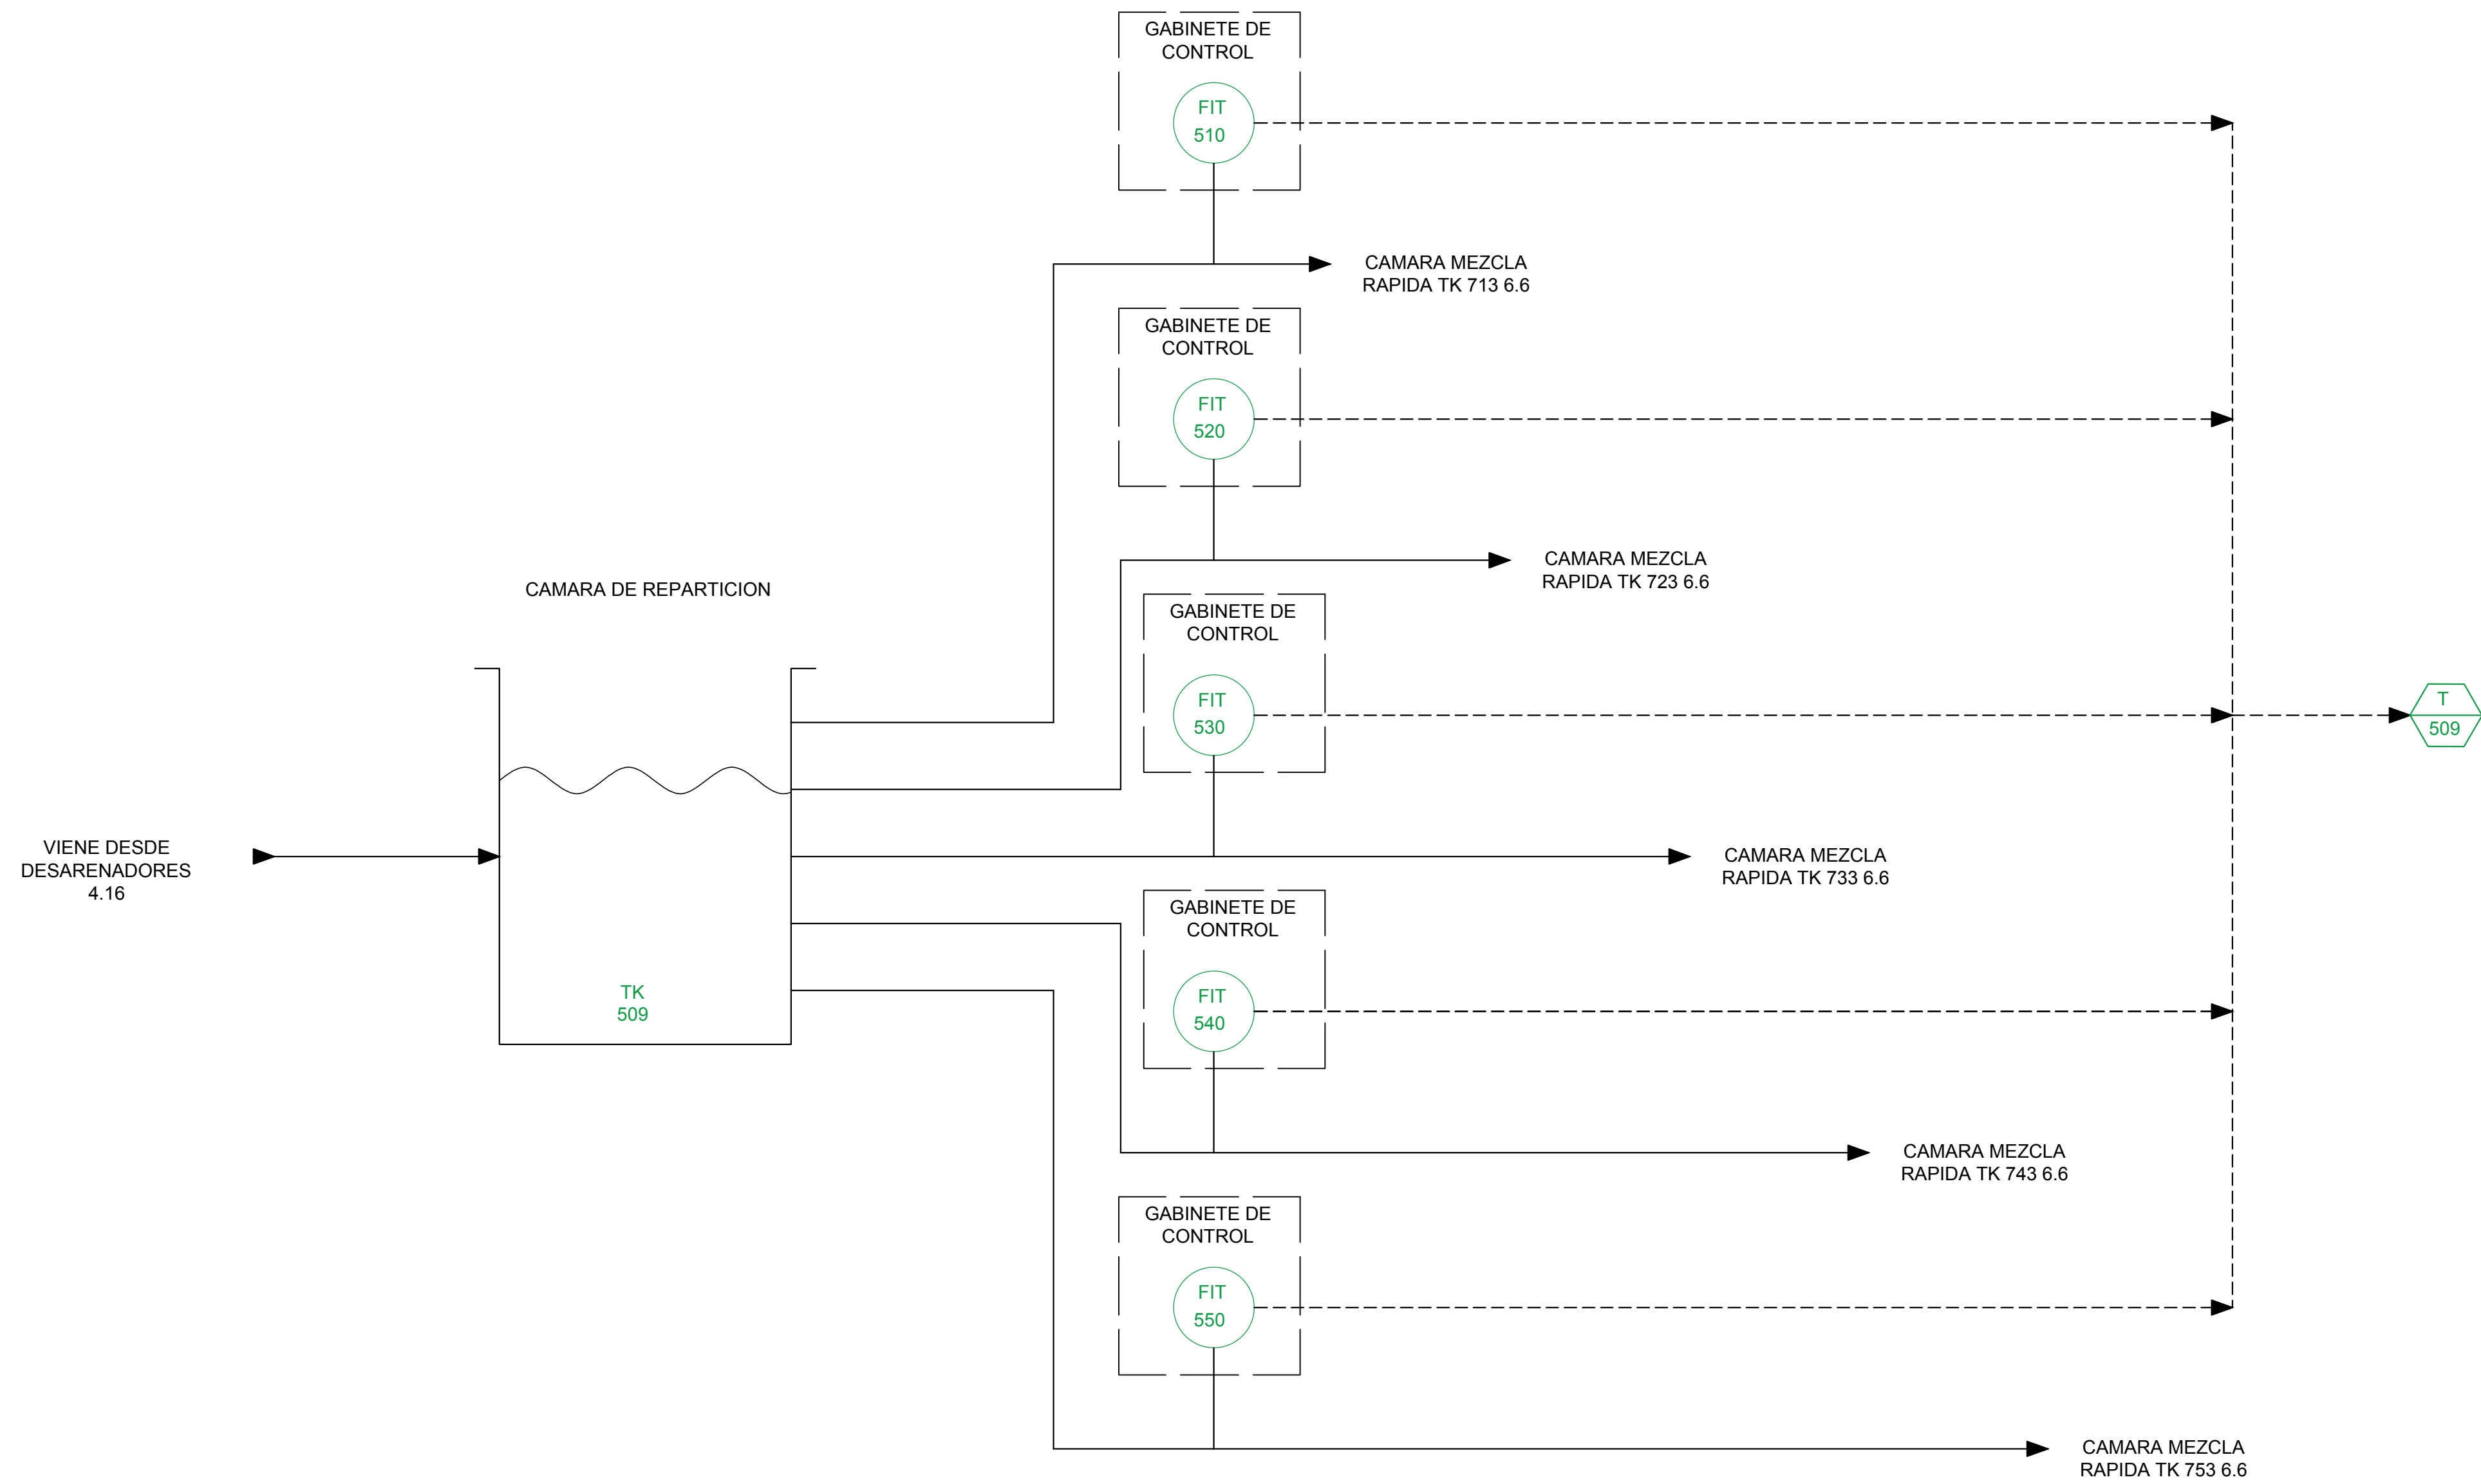 GABINETE DE
CONTROL
FIT
510
CAMARA MEZCLA
RAPIDA TK 713 6.6
GABINETE DE
CONTROL
FIT
520
CAMARA MEZCLA
RAPIDA TK 723 6.6
CAMARA DE REPARTICION
GABINETE DE
CONTROL
FIT
530
T
509
VIENE DESDE
DESARENADORES
4.16
CAMARA MEZCLA
RAPIDA TK 733 6.6
TK
509
GABINETE DE
CONTROL
FIT
540
CAMARA MEZCLA
RAPIDA TK 743 6.6
GABINETE DE
CONTROL
FIT
550
CAMARA MEZCLA
RAPIDA TK 753 6.6